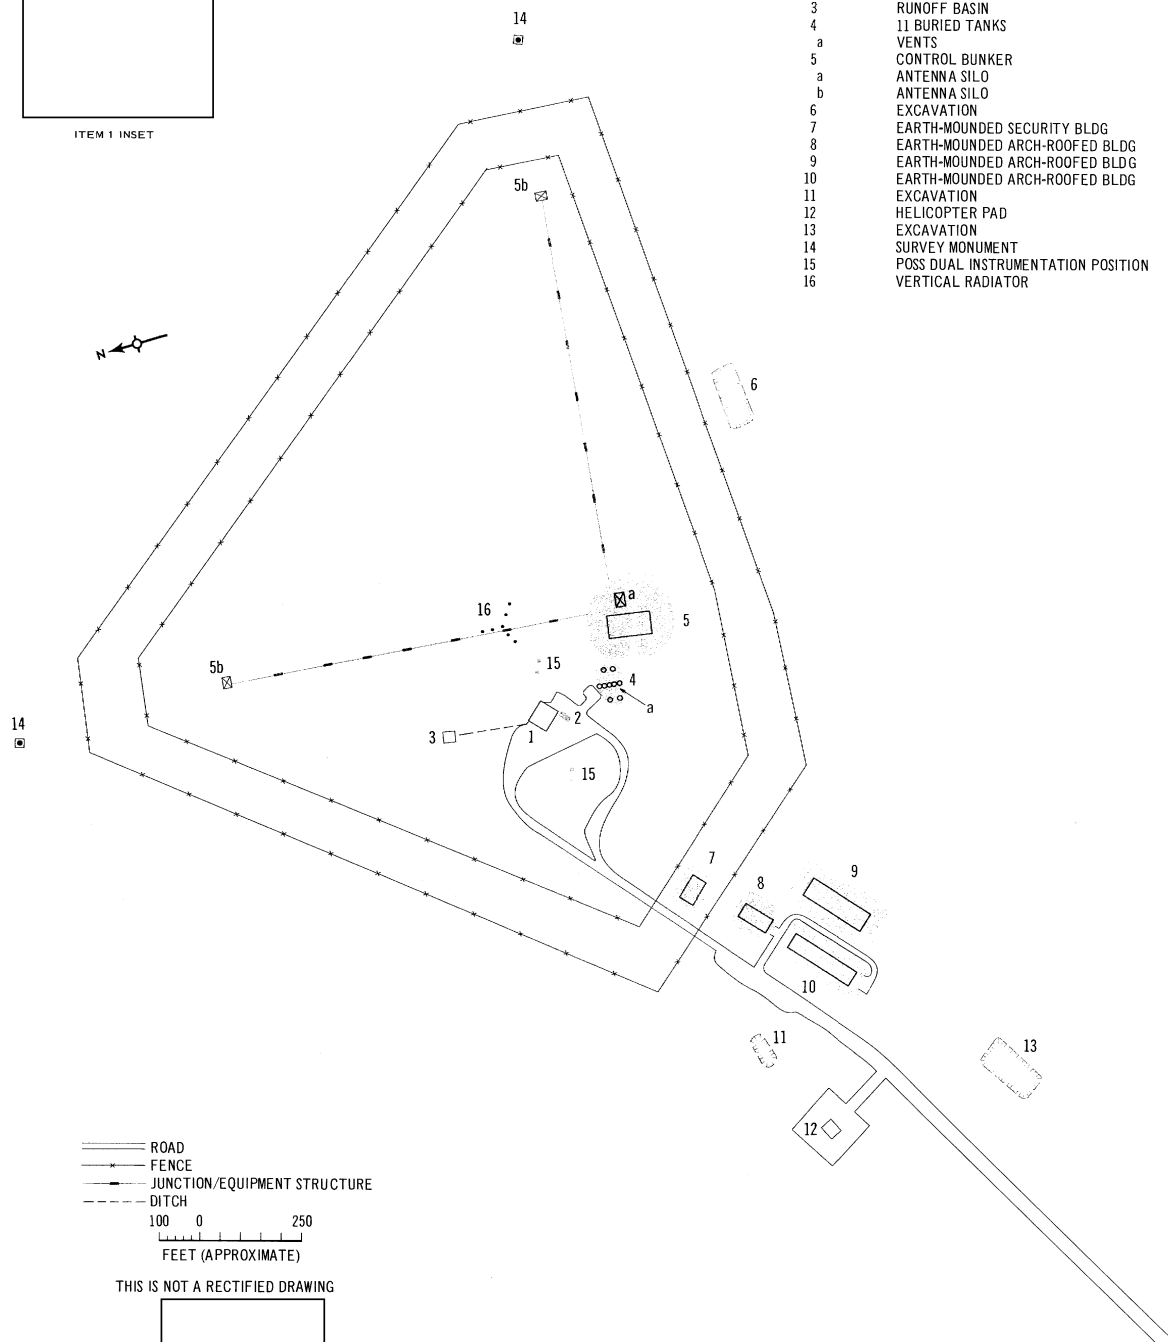 14
ITEM 1 INSET
3 RUNOFF BASIN
4 11 BURIED TANKS
a VENTS
5 CONTROL BUNKER
a ANTENNA SILO
b ANTENNA SILO
6 EXCAVATION
7 EARTH-MOUNDED SECURITY BLDG
8 EARTH-MOUNDED ARCH-ROOFED BLDG
9 EARTH-MOUNDED ARCH-ROOFED BLDG
10 EARTH-MOUNDED ARCH-ROOFED BLDG
11 EXCAVATION
12 HELICOPTER PAD
13 EXCAVATION
14 SURVEY MONUMENT
15 POSS DUAL INSTRUMENTATION POSITION
16 VERTICAL RADIATOR
5b
N
6
a
16
5
15
5b
4
a
14
2
3
1
15
7
8
9
10
11
13
12
ROAD
FENCE
JUNCTION/EQUIPMENT STRUCTURE
DITCH
100 0 250
FEET (APPROXIMATE)
THIS IS NOT A RECTIFIED DRAWING